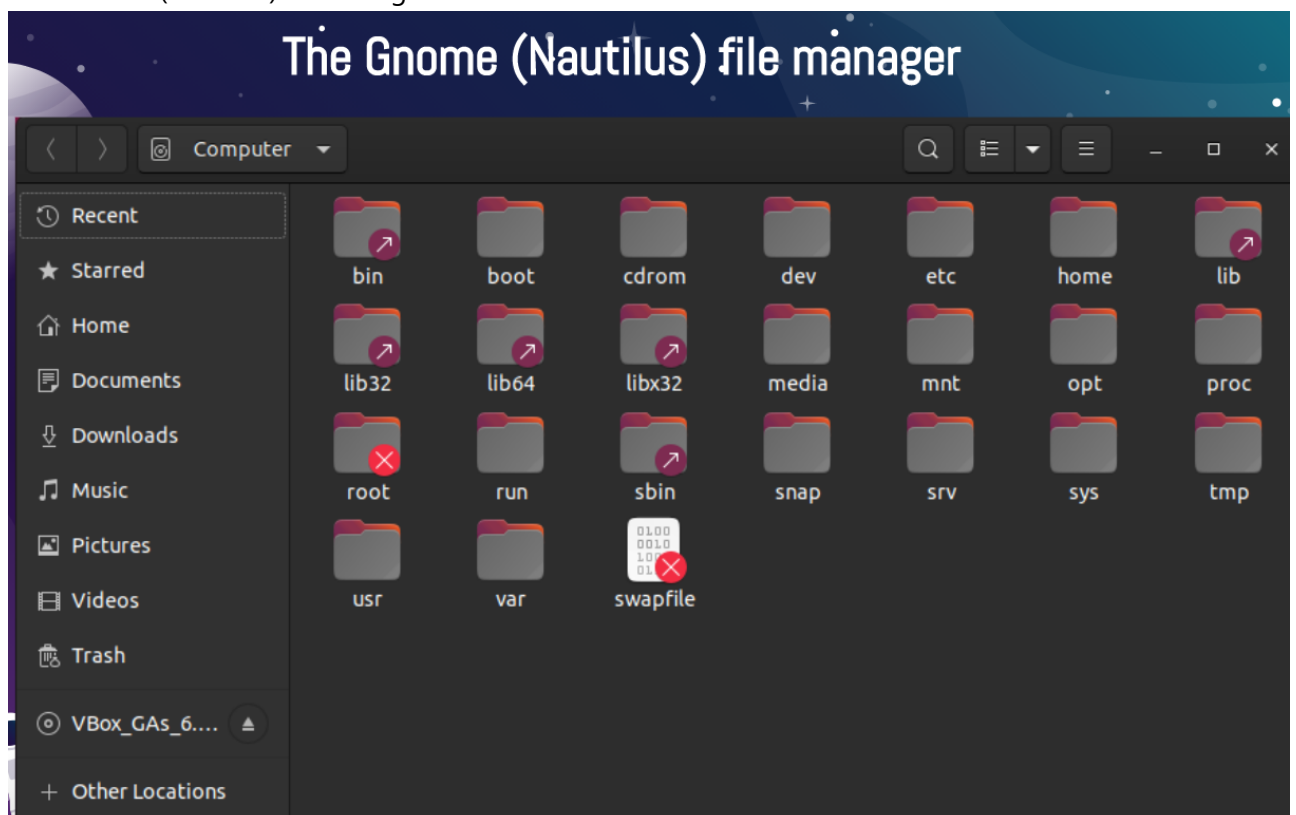 The Gnome (Nautilus) file manager
Computer
Recent
Starred
Home
Documents
Downloads
Music
Pictures
Videos
Trash
VBox_GAs_6....
Other Locations
bin boot cdrom dev etc home lib
lib32 lib64 libx32 media mnt opt proc
root run sbin snap srv sys tmp
usr var swapfile